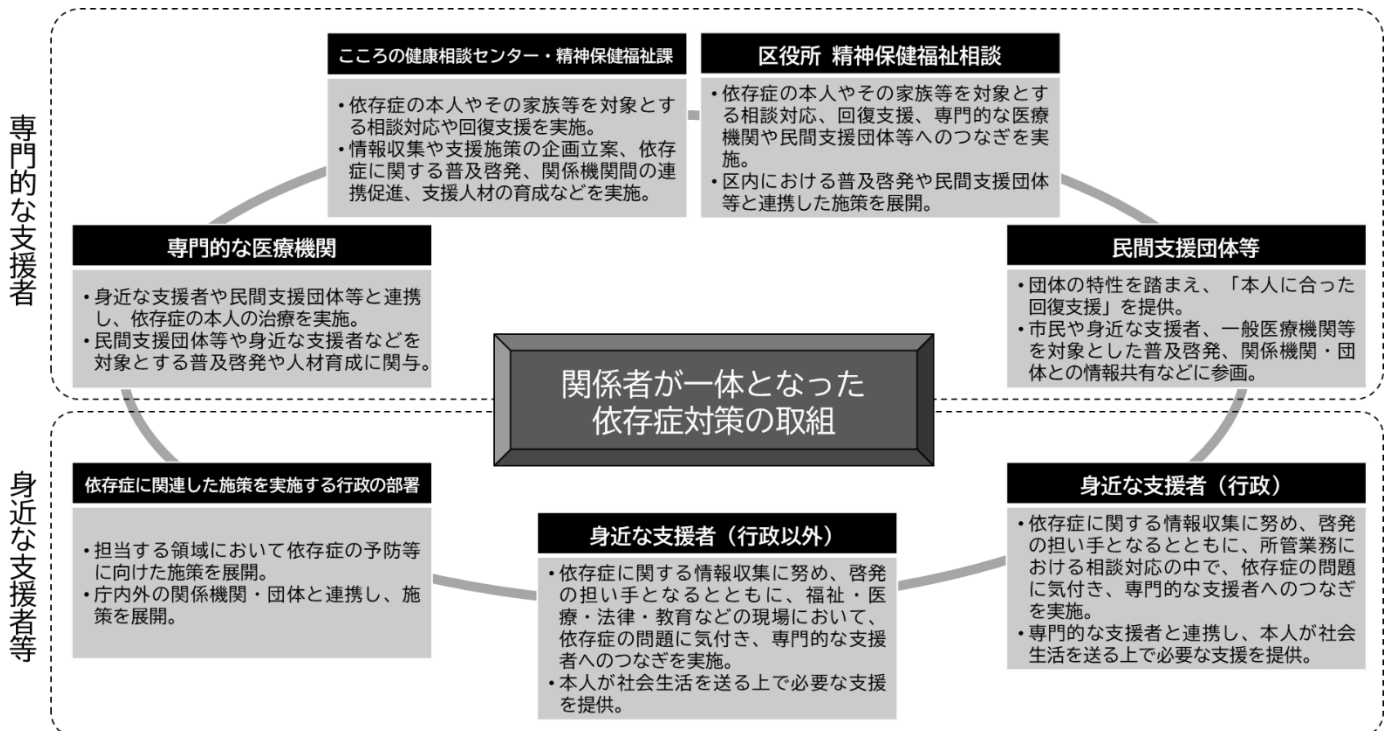 専門的な支援者
こころの健康相談センター・精神保健福祉課
・依存症の本人やその家族等を対象とす
る相談対応や回復支援を実施。
・情報収集や支援施策の企画立案、依存
症に関する普及啓発、関係機関間の連
携促進、支援人材の育成などを実施。
区役所 精神保健福祉相談
・依存症の本人やその家族等を対象とす
る相談対応、回復支援、専門的な医療
機関や民間支援団体等へのつなぎを実
施。
・区内における普及啓発や民間支援団体
等と連携した施策を展開。
専門的な医療機関
・身近な支援者や民間支援団体等と連携
し、依存症の本人の治療を実施。
・民間支援団体等や身近な支援者などを
対象とする普及啓発や人材育成に関与。
民間支援団体等
・団体の特性を踏まえ、「本人に合った
回復支援」を提供。
・市民や身近な支援者、一般医療機関等
を対象とした普及啓発、関係機関・団
体との情報共有などに参画。
関係者が一体となった
依存症対策の取組
身近な支援者等
依存症に関連した施策を実施する行政の部署
・担当する領域において依存症の予防等
に向けた施策を展開。
・庁内外の関係機関・団体と連携し、施
策を展開。
身近な支援者（行政以外）
・依存症に関する情報収集に努め、啓発
の担い手となるとともに、福祉・医
療・法律・教育などの現場において、
依存症の問題に気付き、専門的な支援
者へのつなぎを実施。
・本人が社会生活を送る上で必要な支援
を提供。
身近な支援者（行政）
・依存症に関する情報収集に努め、啓発
の担い手となるとともに、所管業務に
おける相談対応の中で、依存症の問題
に気付き、専門的な支援者へのつなぎ
を実施。
・専門的な支援者と連携し、本人が社会
生活を送る上で必要な支援を提供。